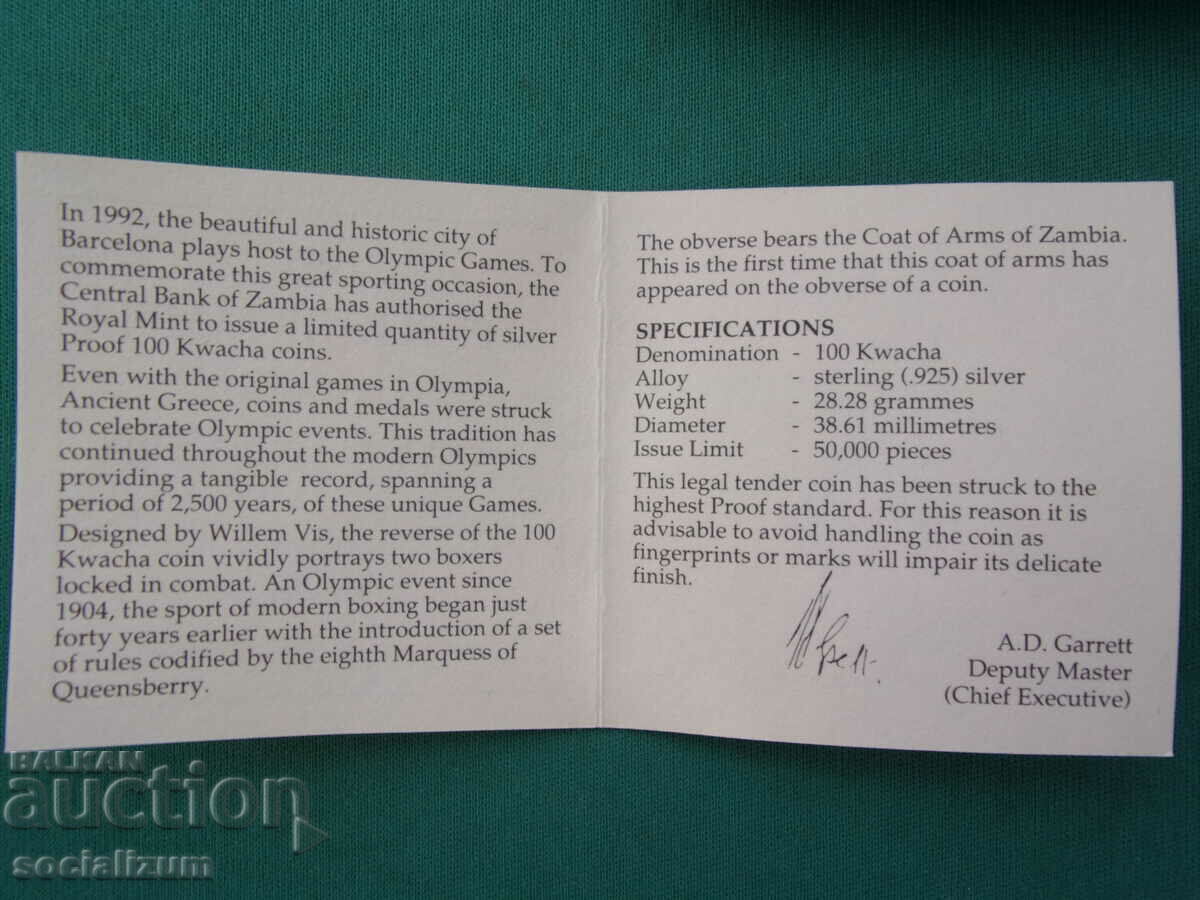 In 1992, the beautiful and historic city of
Barcelona plays host to the Olympic Games. To
commemorate this great sporting occasion, the
Central Bank of Zambia has authorised the
Royal Mint to issue a limited quantity of silver
Proof 100 Kwacha coins.
Even with the original games in Olympia,
Ancient Greece, coins and medals were struck
to celebrate Olympic events. This tradition has
continued throughout the modern Olympics
providing a tangible record, spanning a
period of 2,500 years, of these unique Games.
Designed by Willem Vis, the reverse of the 100
Kwacha coin vividly portrays two boxers
locked in combat. An Olympic event since
1904, the sport of modern boxing began just
forty years earlier with the introduction of a set
of rules codified by the eighth Marquess of
Queensberry.
The obverse bears the Coat of Arms of Zambia.
This is the first time that this coat of arms has
appeared on the obverse of a coin.
SPECIFICATIONS
Denomination - 100 Kwacha
Alloy - sterling (.925) silver
Weight - 28.28 grammes
Diameter - 38.61 millimetres
Issue Limit - 50,000 pieces
This legal tender coin has been struck to the
highest Proof standard. For this reason it is
advisable to avoid handling the coin as
fingerprints or marks will impair its delicate
finish.
A.D. Garrett
Deputy Master
(Chief Executive)
BALKAN
auction
socializum